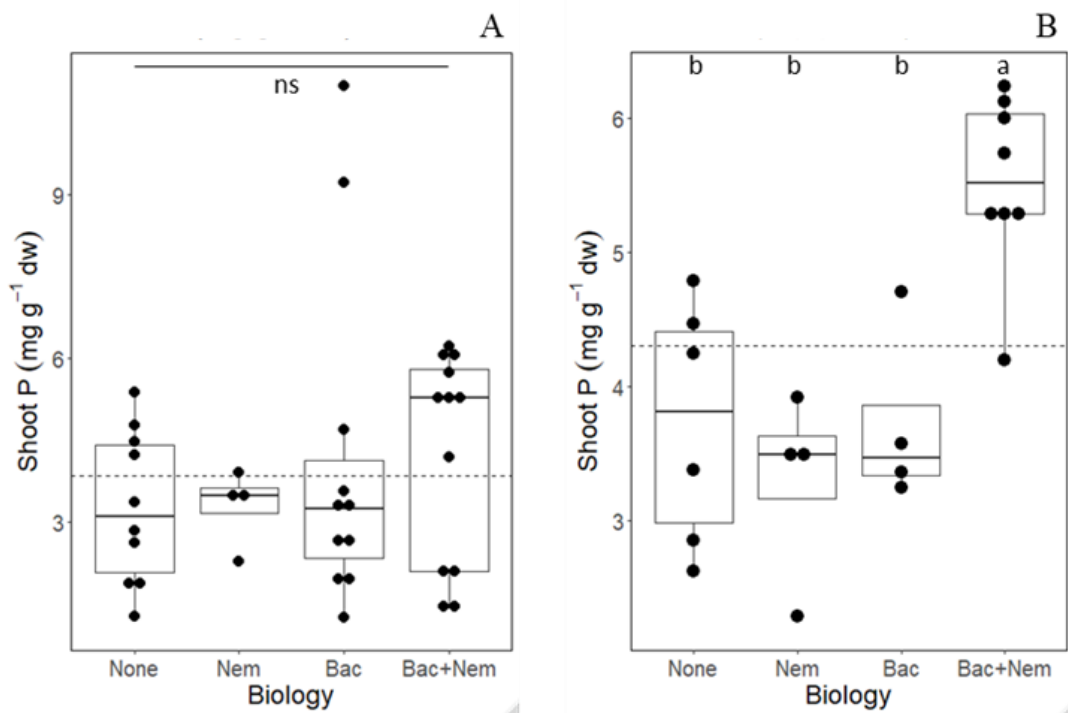 A
ns
9
6
3
Shoot P (mg g⁻¹ dw)
None Nem Bac Bac+Nem
Biology
B
b b b a
6
5
4
3
Shoot P (mg g⁻¹ dw)
None Nem Bac Bac+Nem
Biology